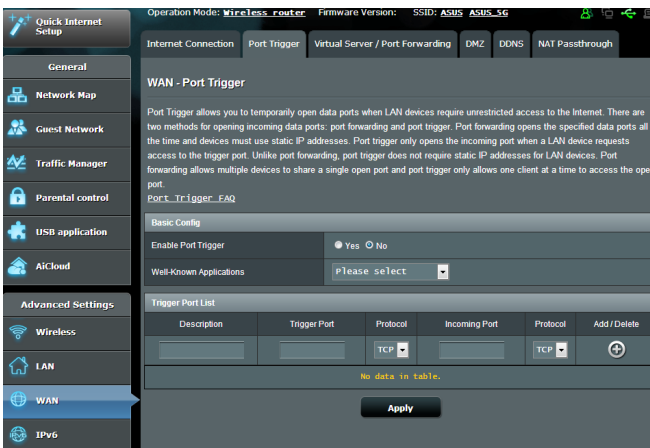 Quick Internet
Setup
Operation Mode: Wireless router Firmware Version: SSID: ASUS ASUS_5G
Internet Connection Port Trigger Virtual Server / Port Forwarding DMZ DDNS NAT Passthrough
General
Network Map
Guest Network
Traffic Manager
Parental control
USB application
AiCloud
Advanced Settings
Wireless
LAN
WAN
IPv6
WAN - Port Trigger
Port Trigger allows you to temporarily open data ports when LAN devices require unrestricted access to the Internet. There are
two methods for opening incoming data ports: port forwarding and port trigger. Port forwarding opens the specified data ports all
the time and devices must use static IP addresses. Port trigger only opens the incoming port when a LAN device requests
access to the trigger port. Unlike port forwarding, port trigger does not require static IP addresses for LAN devices. Port
forwarding allows multiple devices to share a single open port and port trigger only allows one client at a time to access the ope
port.
Port Trigger FAQ
Basic Config
Enable Port Trigger Yes No
Well-Known Applications Please select
Trigger Port List
Description Trigger Port Protocol Incoming Port Protocol Add / Delete
TCP TCP
No data in table.
Apply